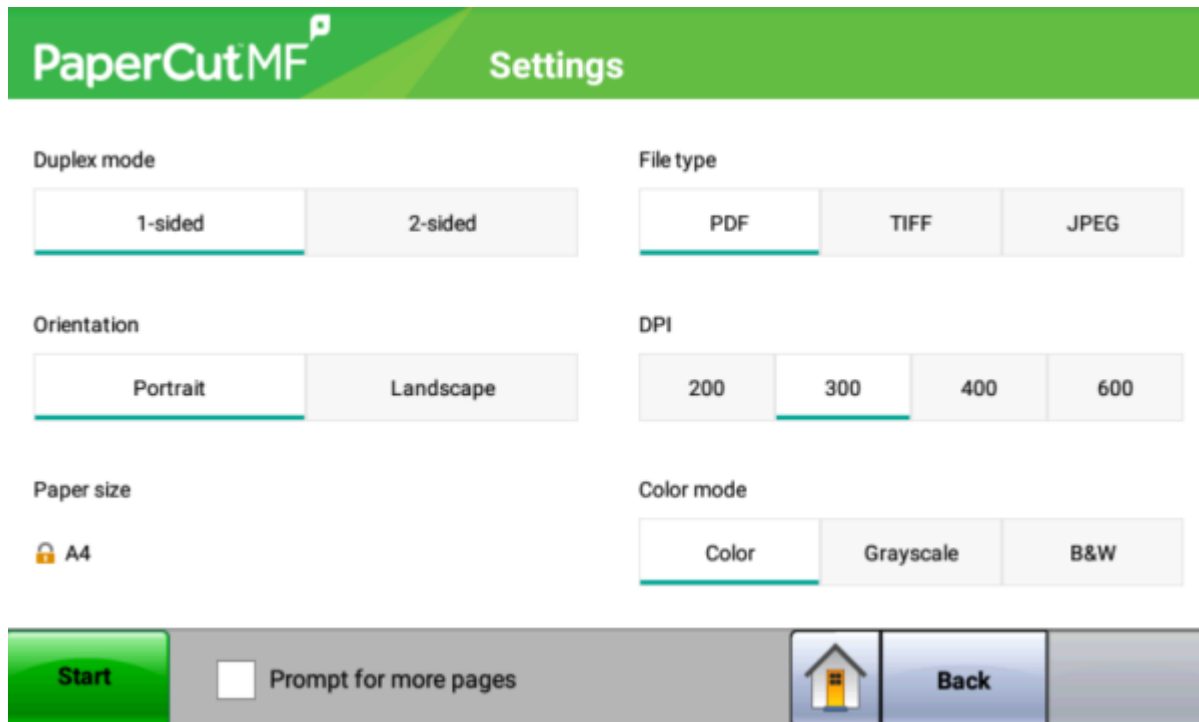 PaperCut MF
Settings
Duplex mode
1-sided 2-sided
File type
PDF TIFF JPEG
Orientation
Portrait Landscape
DPI
200 300 400 600
Paper size
A4
Color mode
Color Grayscale B&W
Start
Prompt for more pages
Back